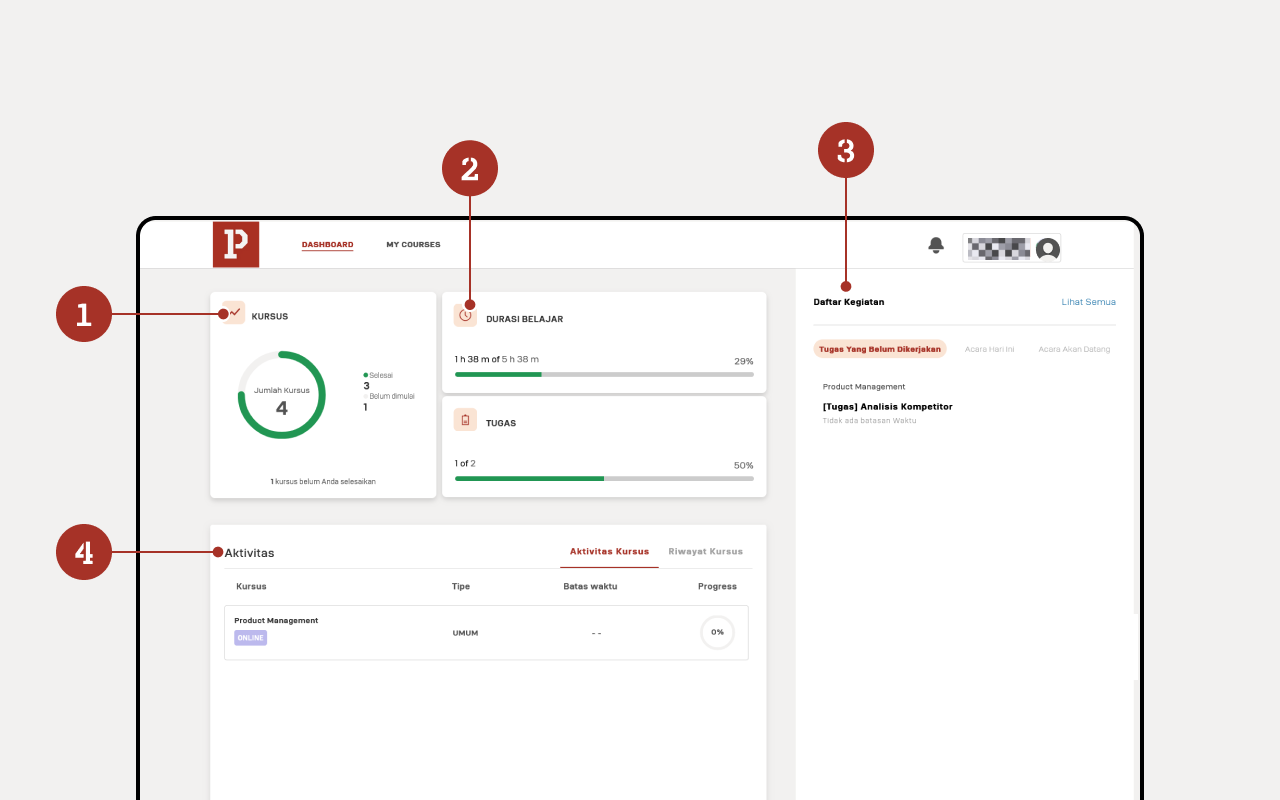 2
3
P
DASHBOARD
MY COURSES
1
KURSUS
Jumlah Kursus
4
Selesai
3
Belum dimulai
1
1 kursus belum Anda selesaikan
DURASI BELAJAR
1 h 38 m of 5 h 38 m
29%
TUGAS
1 of 2
50%
Daftar Kegiatan
Lihat Semua
Tugas Yang Belum Dikerjakan
Acara Hari Ini
Acara Akan Datang
Product Management
[Tugas] Analisis Kompetitor
Tidak ada batasan Waktu
4
Aktivitas
Aktivitas Kursus
Riwayat Kursus
Kursus
Tipe
Batas waktu
Progress
Product Management
ONLINE
UMUM
- -
0%